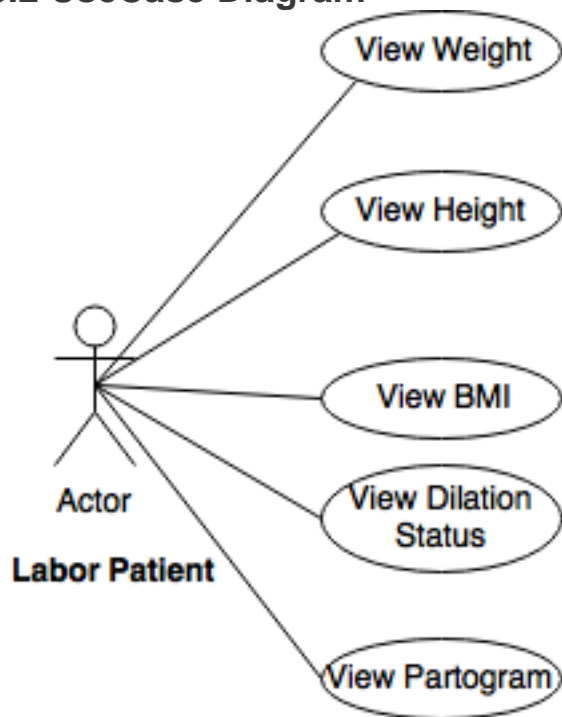 UseCase Diagram
View Weight
View Height
View BMI
View Dilation
Status
View Partogram
Actor
Labor Patient